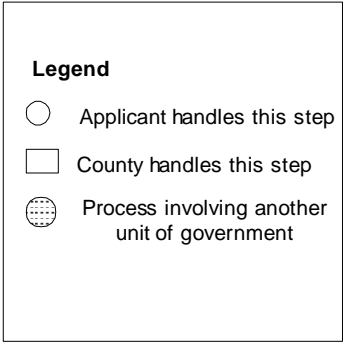 Legend
Applicant handles this step
County handles this step
Process involving another
unit of government